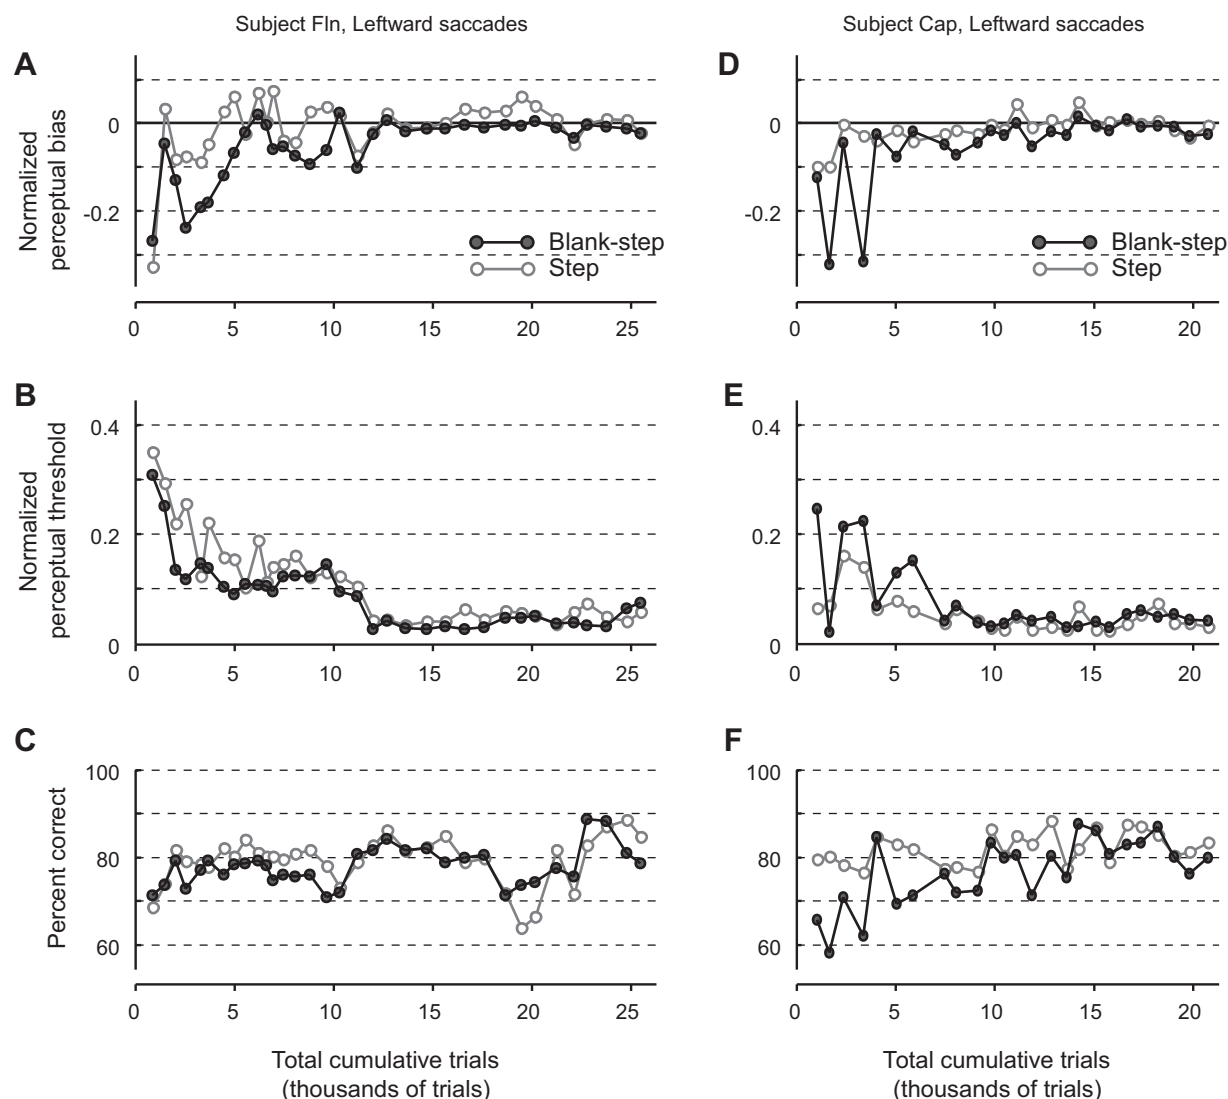 Subject Fln, Leftward saccades
A
Normalized
perceptual bias
0
-0.2
Blank-step
Step
0 5 10 15 20 25
B
Normalized
perceptual threshold
0.4
0.2
0
0 5 10 15 20 25
C
Percent correct
100
80
60
0 5 10 15 20 25
Total cumulative trials
(thousands of trials)
Subject Cap, Leftward saccades
D
0
-0.2
Blank-step
Step
0 5 10 15 20
E
0.4
0.2
0
0 5 10 15 20
F
100
80
60
0 5 10 15 20
Total cumulative trials
(thousands of trials)